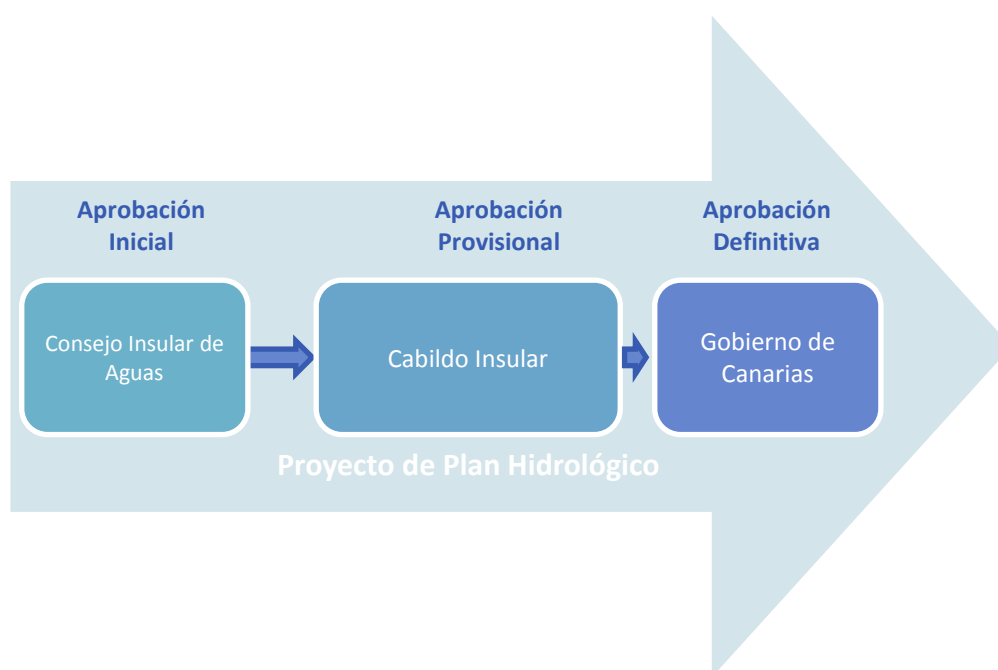 Aprobación
Inicial
Aprobación
Provisional
Aprobación
Definitiva
Consejo Insular de
Aguas
Cabildo Insular
Gobierno de
Canarias
Proyecto de Plan Hidrológico